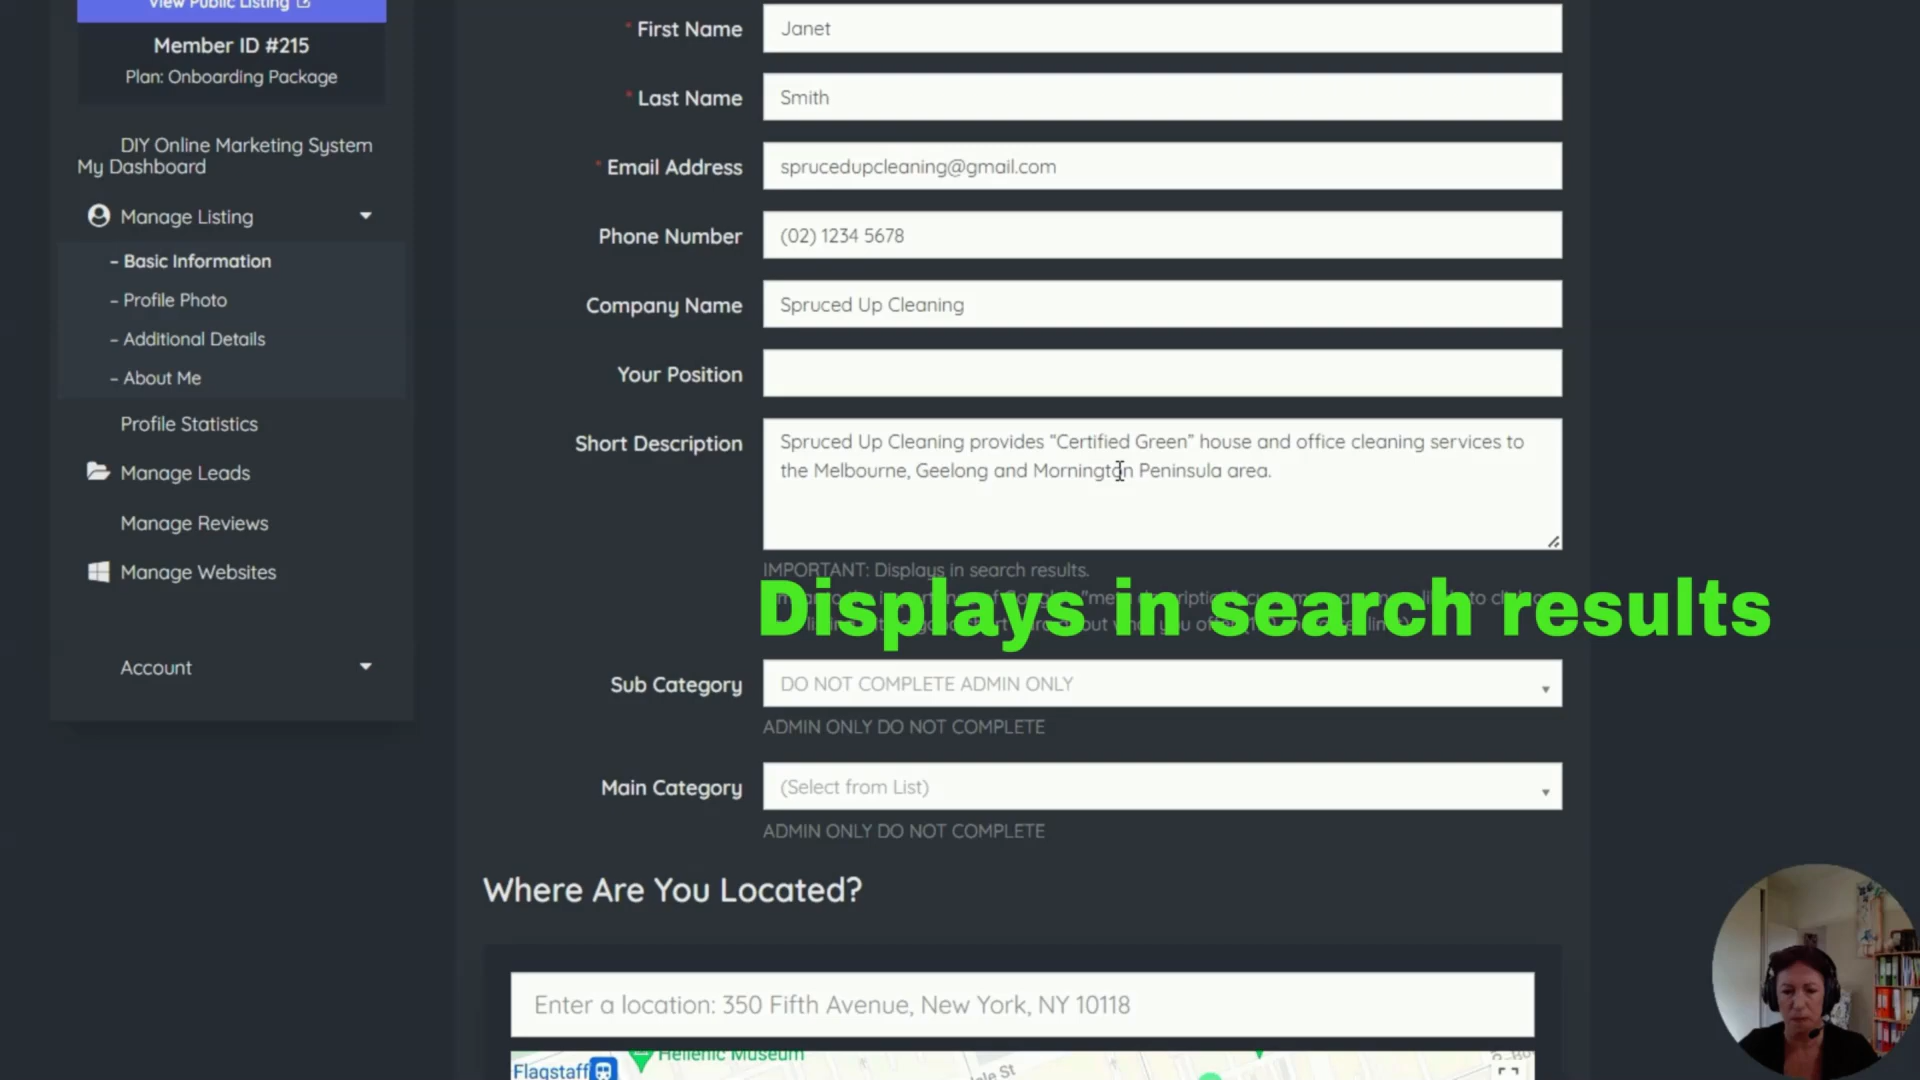 View Public Listing
Member ID #215
Plan: Onboarding Package
DIY Online Marketing System
My Dashboard
Manage Listing
- Basic Information
- Profile Photo
- Additional Details
- About Me
Profile Statistics
Manage Leads
Manage Reviews
Manage Websites
Account
* First Name
Janet
* Last Name
Smith
* Email Address
sprucedupcleaning@gmail.com
Phone Number
(02) 1234 5678
Company Name
Spruced Up Cleaning
Your Position
Short Description
Spruced Up Cleaning provides "Certified Green" house and office cleaning services to
the Melbourne, Geelong and Mornington Peninsula area.
IMPORTANT: Displays in search results.
Displays in search results
Sub Category
DO NOT COMPLETE ADMIN ONLY
ADMIN ONLY DO NOT COMPLETE
Main Category
(Select from List)
ADMIN ONLY DO NOT COMPLETE
Where Are You Located?
Enter a location: 350 Fifth Avenue, New York, NY 10118
Hellenic Museum
Flagstaff
St